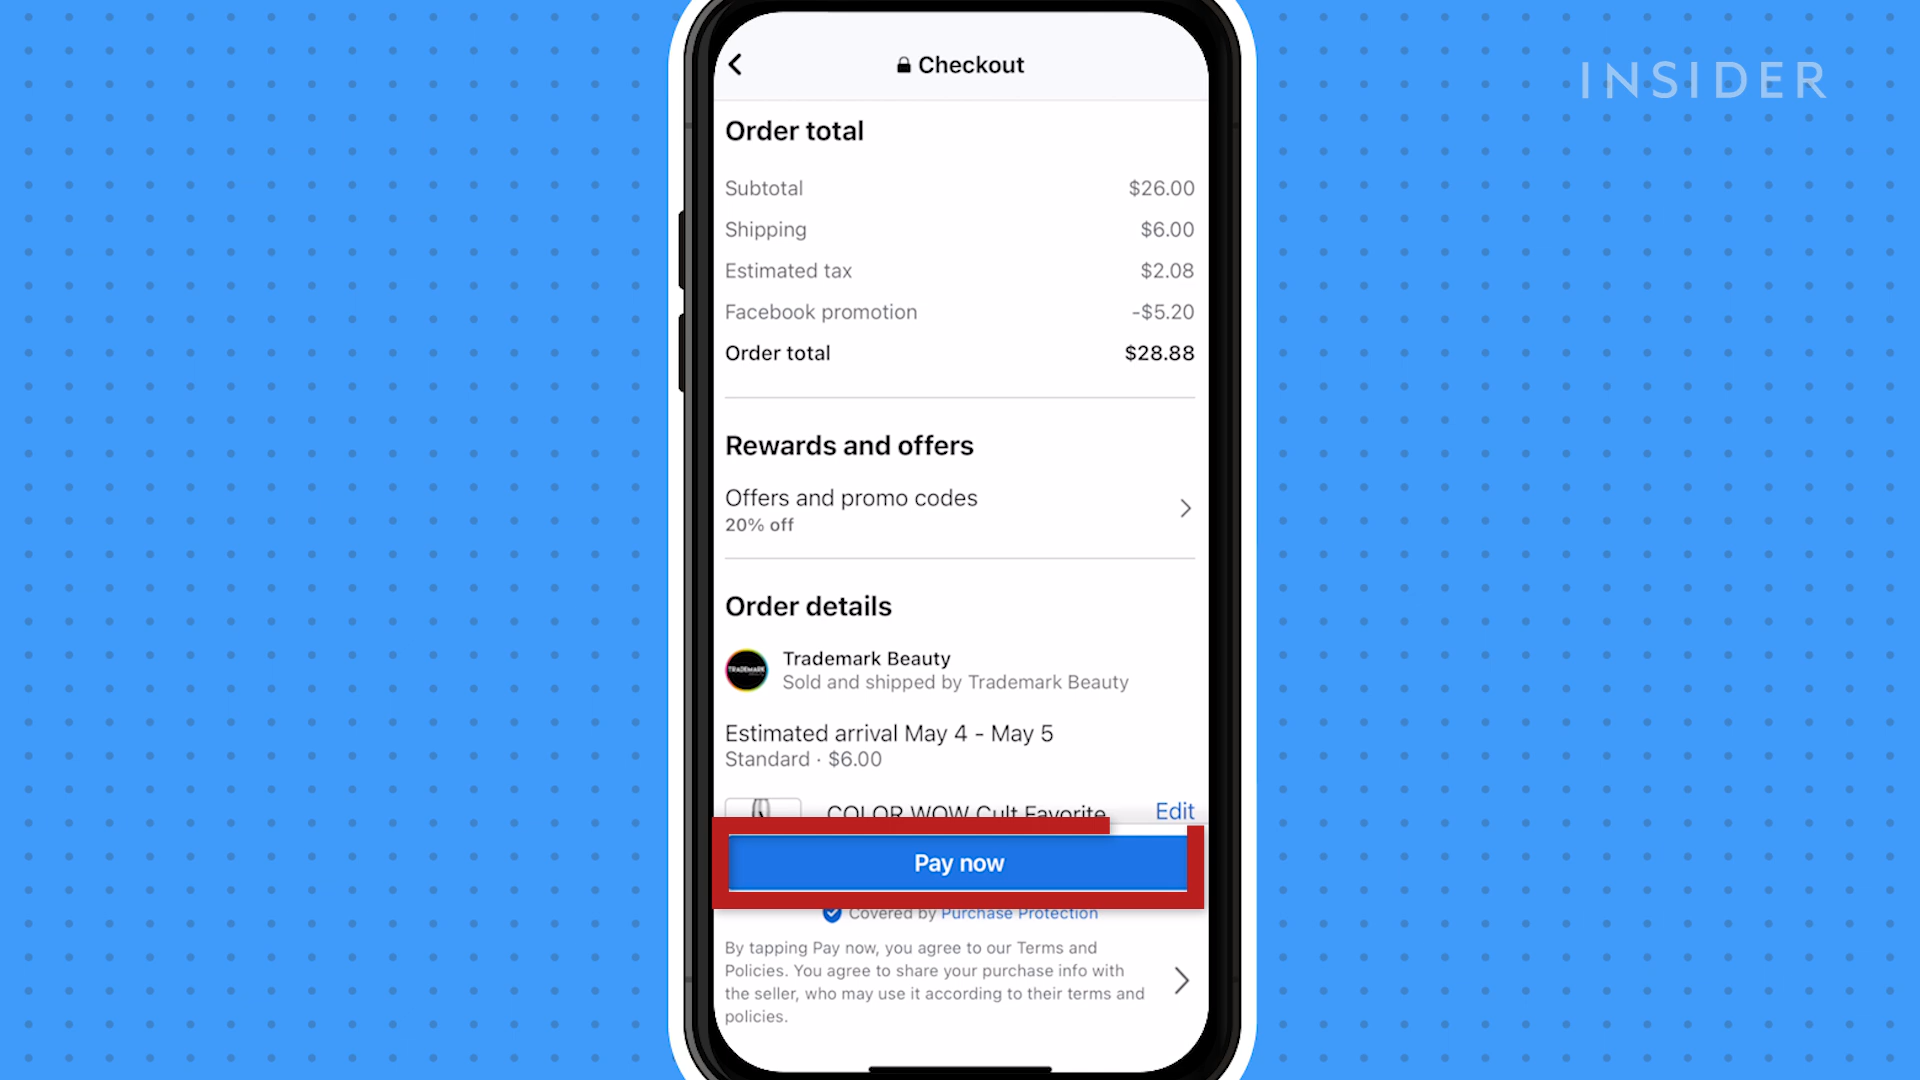 Checkout
INSIDER
Order total
Subtotal $26.00
Shipping $6.00
Estimated tax $2.08
Facebook promotion -$5.20
Order total $28.88
Rewards and offers
Offers and promo codes
20% off
Order details
TRADEMARK
Trademark Beauty
Sold and shipped by Trademark Beauty
Estimated arrival May 4 - May 5
Standard · $6.00
COLOR WOW Cult Favorite Edit
Pay now
Covered by Purchase Protection
By tapping Pay now, you agree to our Terms and
Policies. You agree to share your purchase info with
the seller, who may use it according to their terms and
policies.